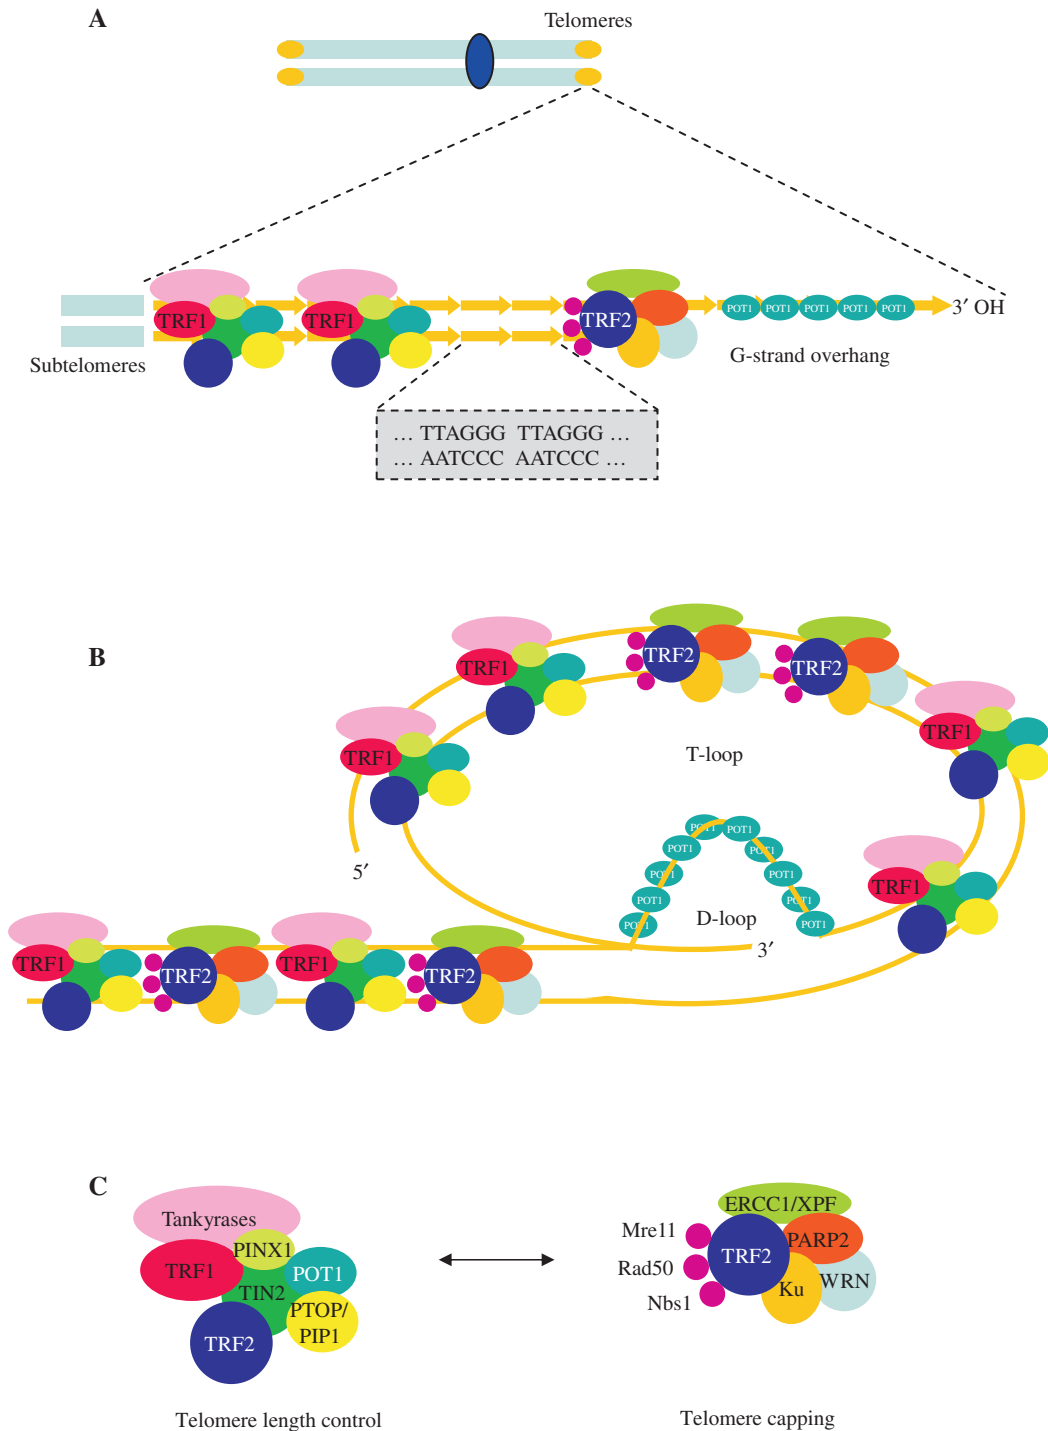 A
Telomeres
TRF1
TRF1
TRF2
POT1 POT1 POT1 POT1 POT1
3′ OH
Subtelomeres
G-strand overhang
... TTAGGG TTAGGG ...
... AATCCC AATCCC ...
B
TRF1
TRF2
TRF2
TRF1
TRF1
T-loop
5′
POT1
POT1
POT1
POT1
POT1
POT1
POT1
POT1
POT1
POT1
TRF1
D-loop
3′
TRF1
TRF2
TRF1
TRF2
C
Tankyrases
PINX1
TRF1
POT1
TIN2
PTOP/
PIP1
TRF2
Telomere length control
ERCC1/XPF
Mre11
TRF2
PARP2
Rad50
Ku
WRN
Nbs1
Telomere capping